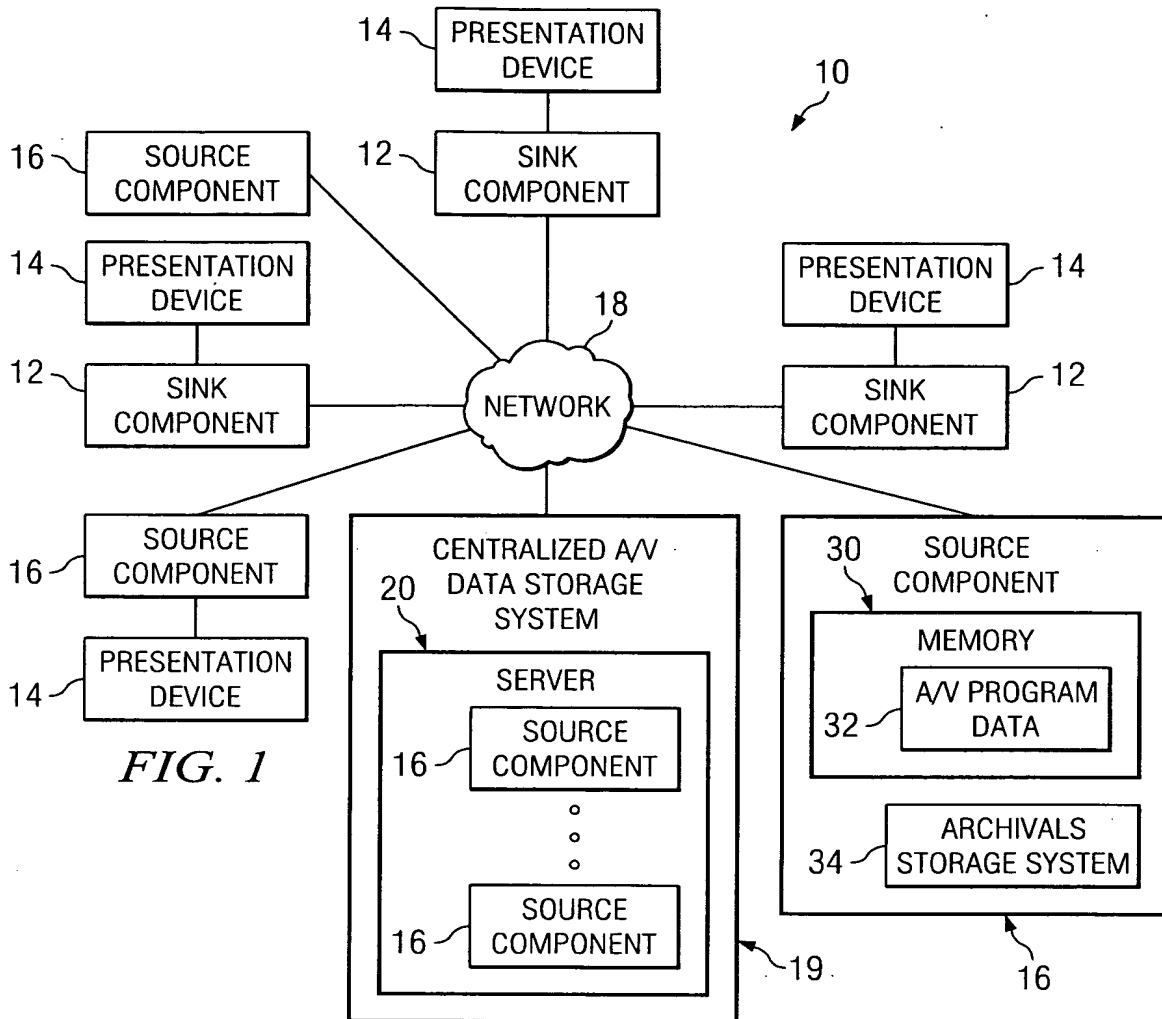 14
PRESENTATION
DEVICE
10
16
SOURCE
COMPONENT
12
SINK
COMPONENT
14
PRESENTATION
DEVICE
PRESENTATION
DEVICE
14
18
12
SINK
COMPONENT
NETWORK
SINK
COMPONENT
12
16
SOURCE
COMPONENT
14
PRESENTATION
DEVICE
FIG. 1
CENTRALIZED A/V
DATA STORAGE
SYSTEM
20
SERVER
16
SOURCE
COMPONENT
16
SOURCE
COMPONENT
19
SOURCE
COMPONENT
30
MEMORY
32
A/V PROGRAM
DATA
34
ARCHIVALS
STORAGE SYSTEM
16